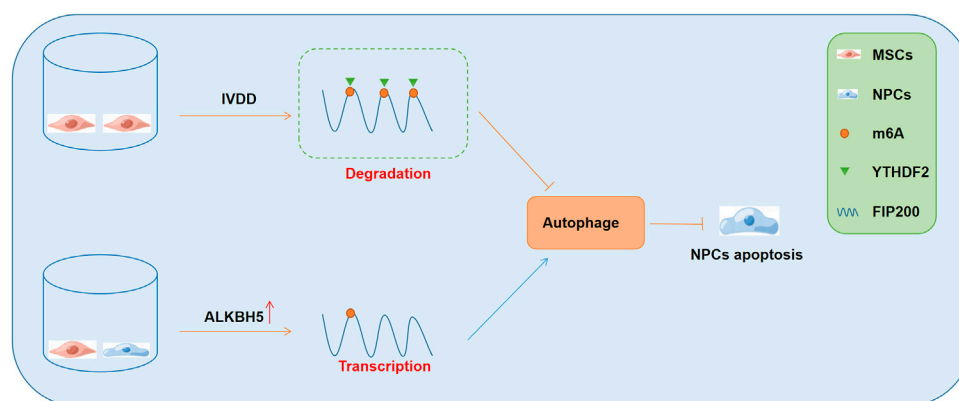 IVDD
Degradation
ALKBH5
Transcription
Autophage
NPCs apoptosis
MSCs
NPCs
m6A
YTHDF2
FIP200